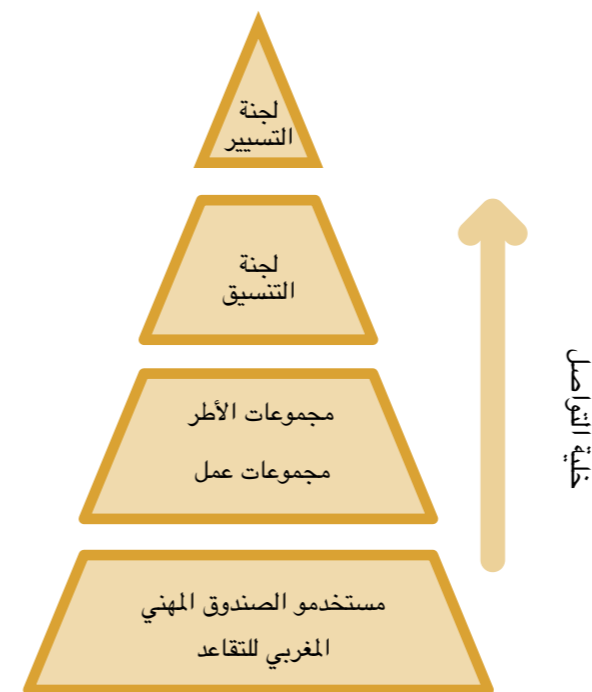 لجنة
التسيير
لجنة
التنسيق
مجموعات الأطر
مجموعات عمل
مستخدمو الصندوق المهني
المغربي للتقاعد
خلية التواصل